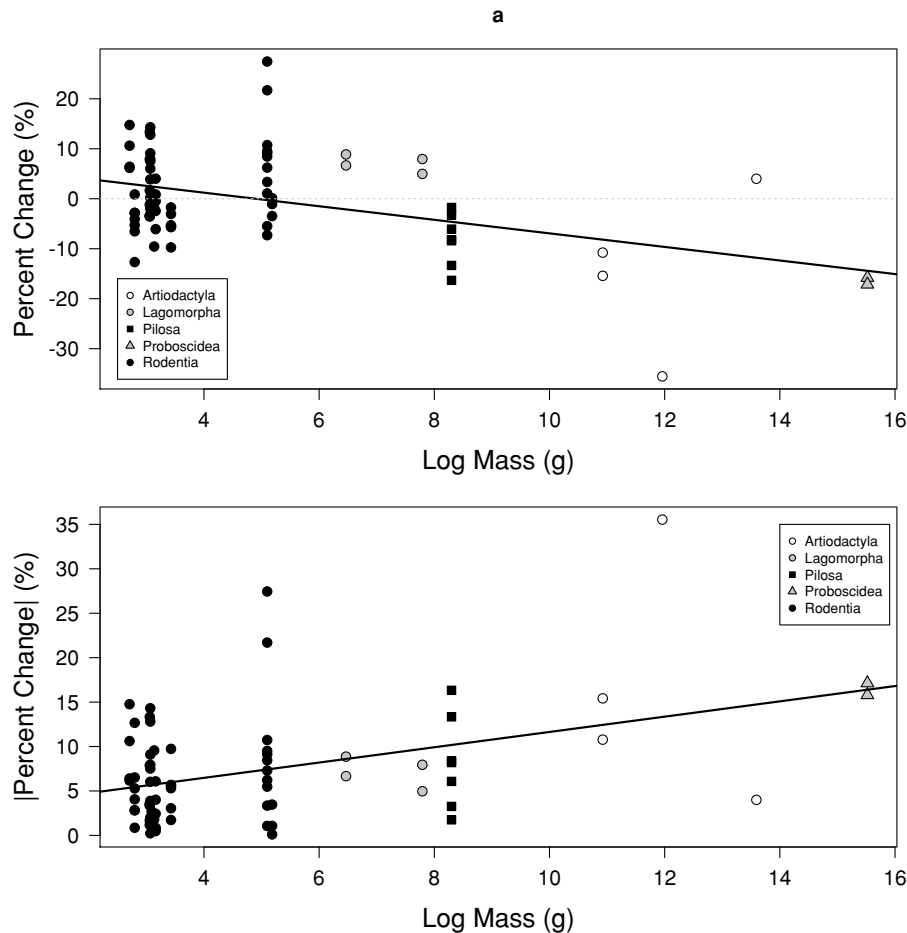 a
Percent Change (%)
20
10
0
-10
-20
-30
Artiodactyla
Lagomorpha
Pilosa
Proboscidea
Rodentia
4 6 8 10 12 14 16
Log Mass (g)
|Percent Change| (%)
35
30
25
20
15
10
5
0
Artiodactyla
Lagomorpha
Pilosa
Proboscidea
Rodentia
4 6 8 10 12 14 16
Log Mass (g)